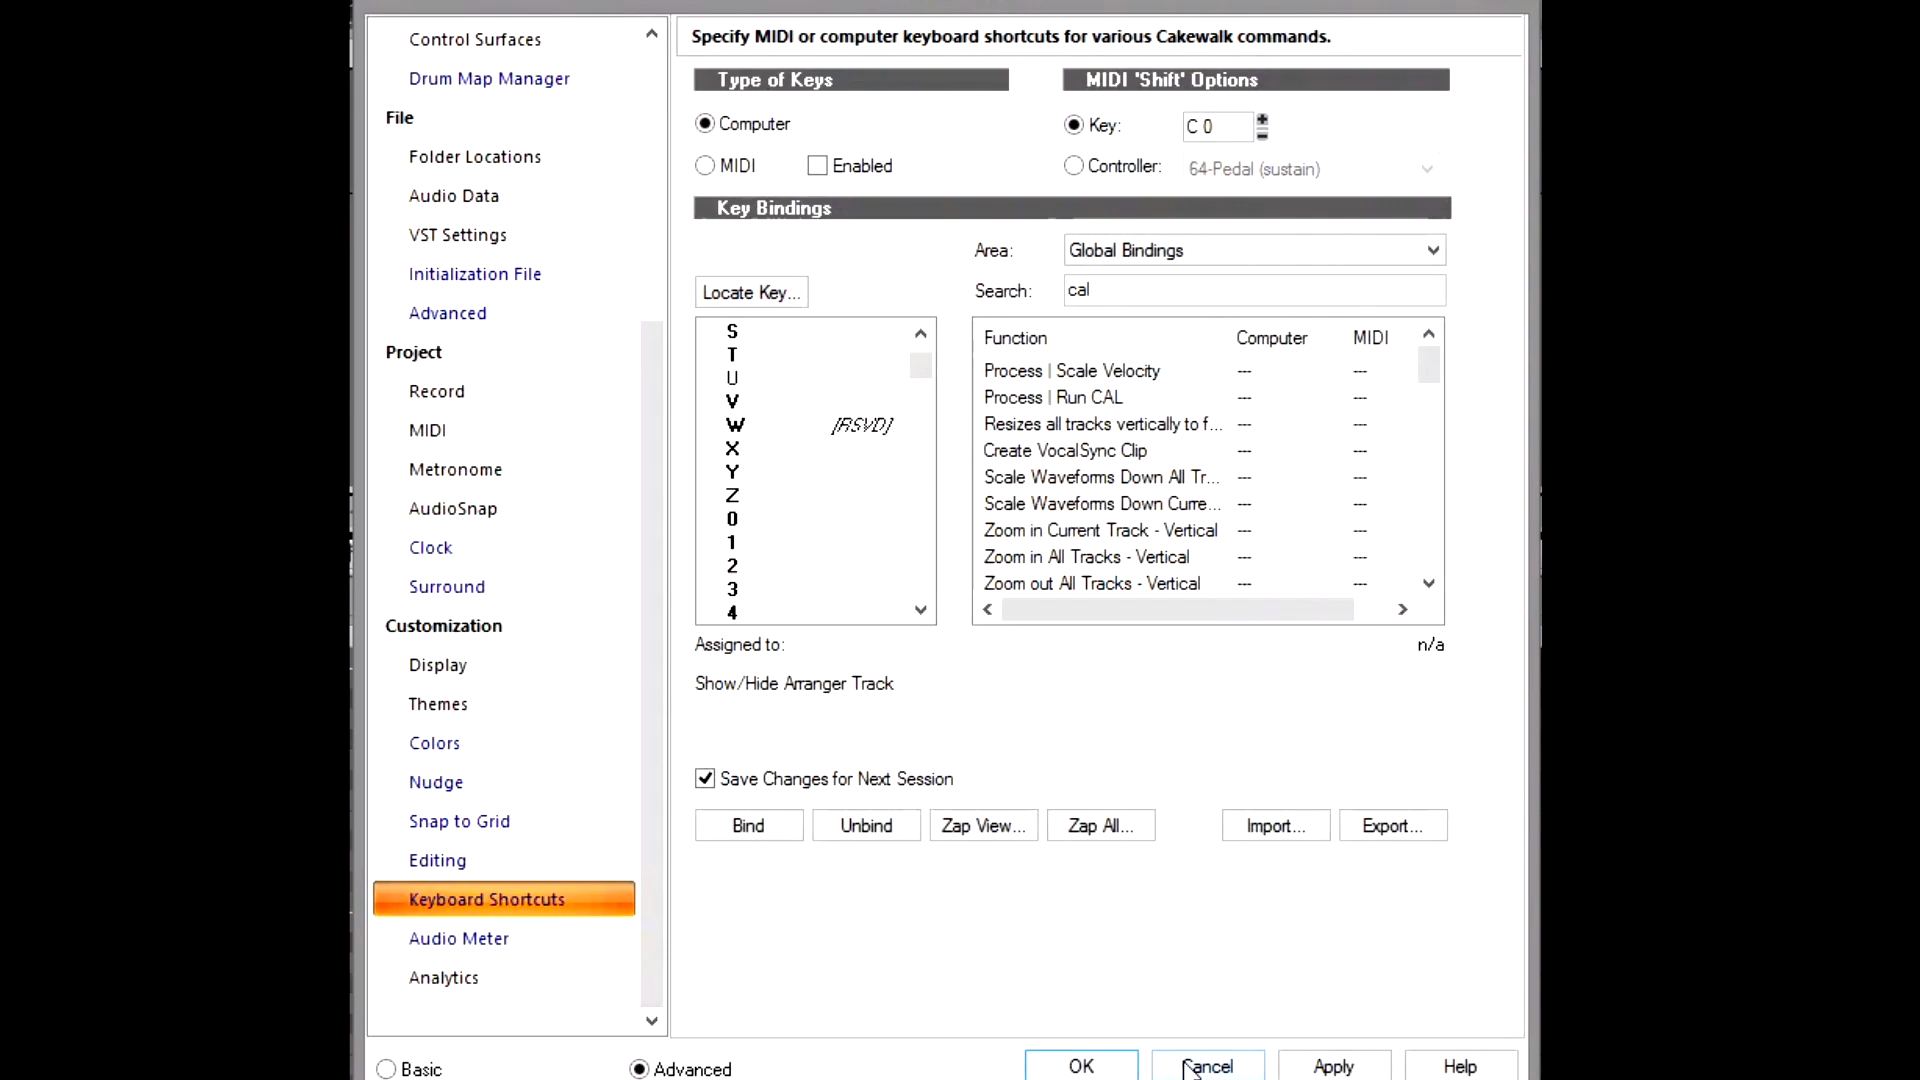 Control Surfaces
Drum Map Manager
File
Folder Locations
Audio Data
VST Settings
Initialization File
Advanced
Project
Record
MIDI
Metronome
AudioSnap
Clock
Surround
Customization
Display
Themes
Colors
Nudge
Snap to Grid
Editing
Keyboard Shortcuts
Audio Meter
Analytics
Basic
Advanced
Specify MIDI or computer keyboard shortcuts for various Cakewalk commands.
Type of Keys
Computer
MIDI
Enabled
MIDI 'Shift' Options
Key: C 0
Controller: 64-Pedal (sustain)
Key Bindings
Area: Global Bindings
Locate Key...
Search: cal
S
T
U
V
W [RSVD]
X
Y
Z
0
1
2
3
4
Function Computer MIDI
Process | Scale Velocity --- ---
Process | Run CAL --- ---
Resizes all tracks vertically to f... --- ---
Create VocalSync Clip --- ---
Scale Waveforms Down All Tr... --- ---
Scale Waveforms Down Curre... --- ---
Zoom in Current Track - Vertical --- ---
Zoom in All Tracks - Vertical --- ---
Zoom out All Tracks - Vertical --- ---
Assigned to: n/a
Show/Hide Arranger Track
Save Changes for Next Session
Bind Unbind Zap View... Zap All... Import... Export...
OK Cancel Apply Help